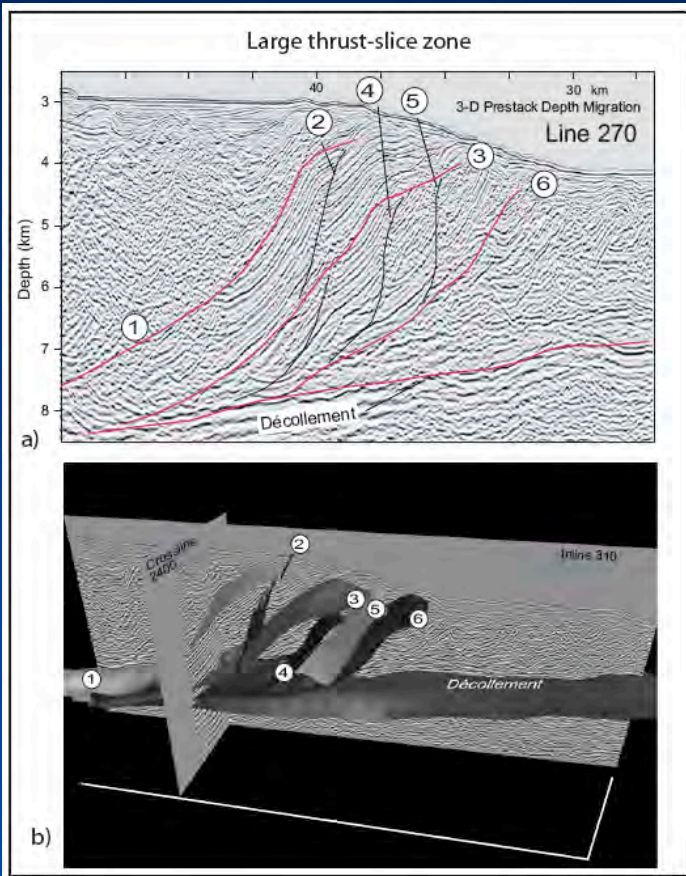 Large thrust-slice zone
40
30 km
3-D Prestack Depth Migration
Line 270
Depth (km)
3
4
5
6
7
8
1
2
3
4
5
6
Décollement
a)
Crossline
2400
Inline 310
1
2
3
4
5
6
Décollement
b)